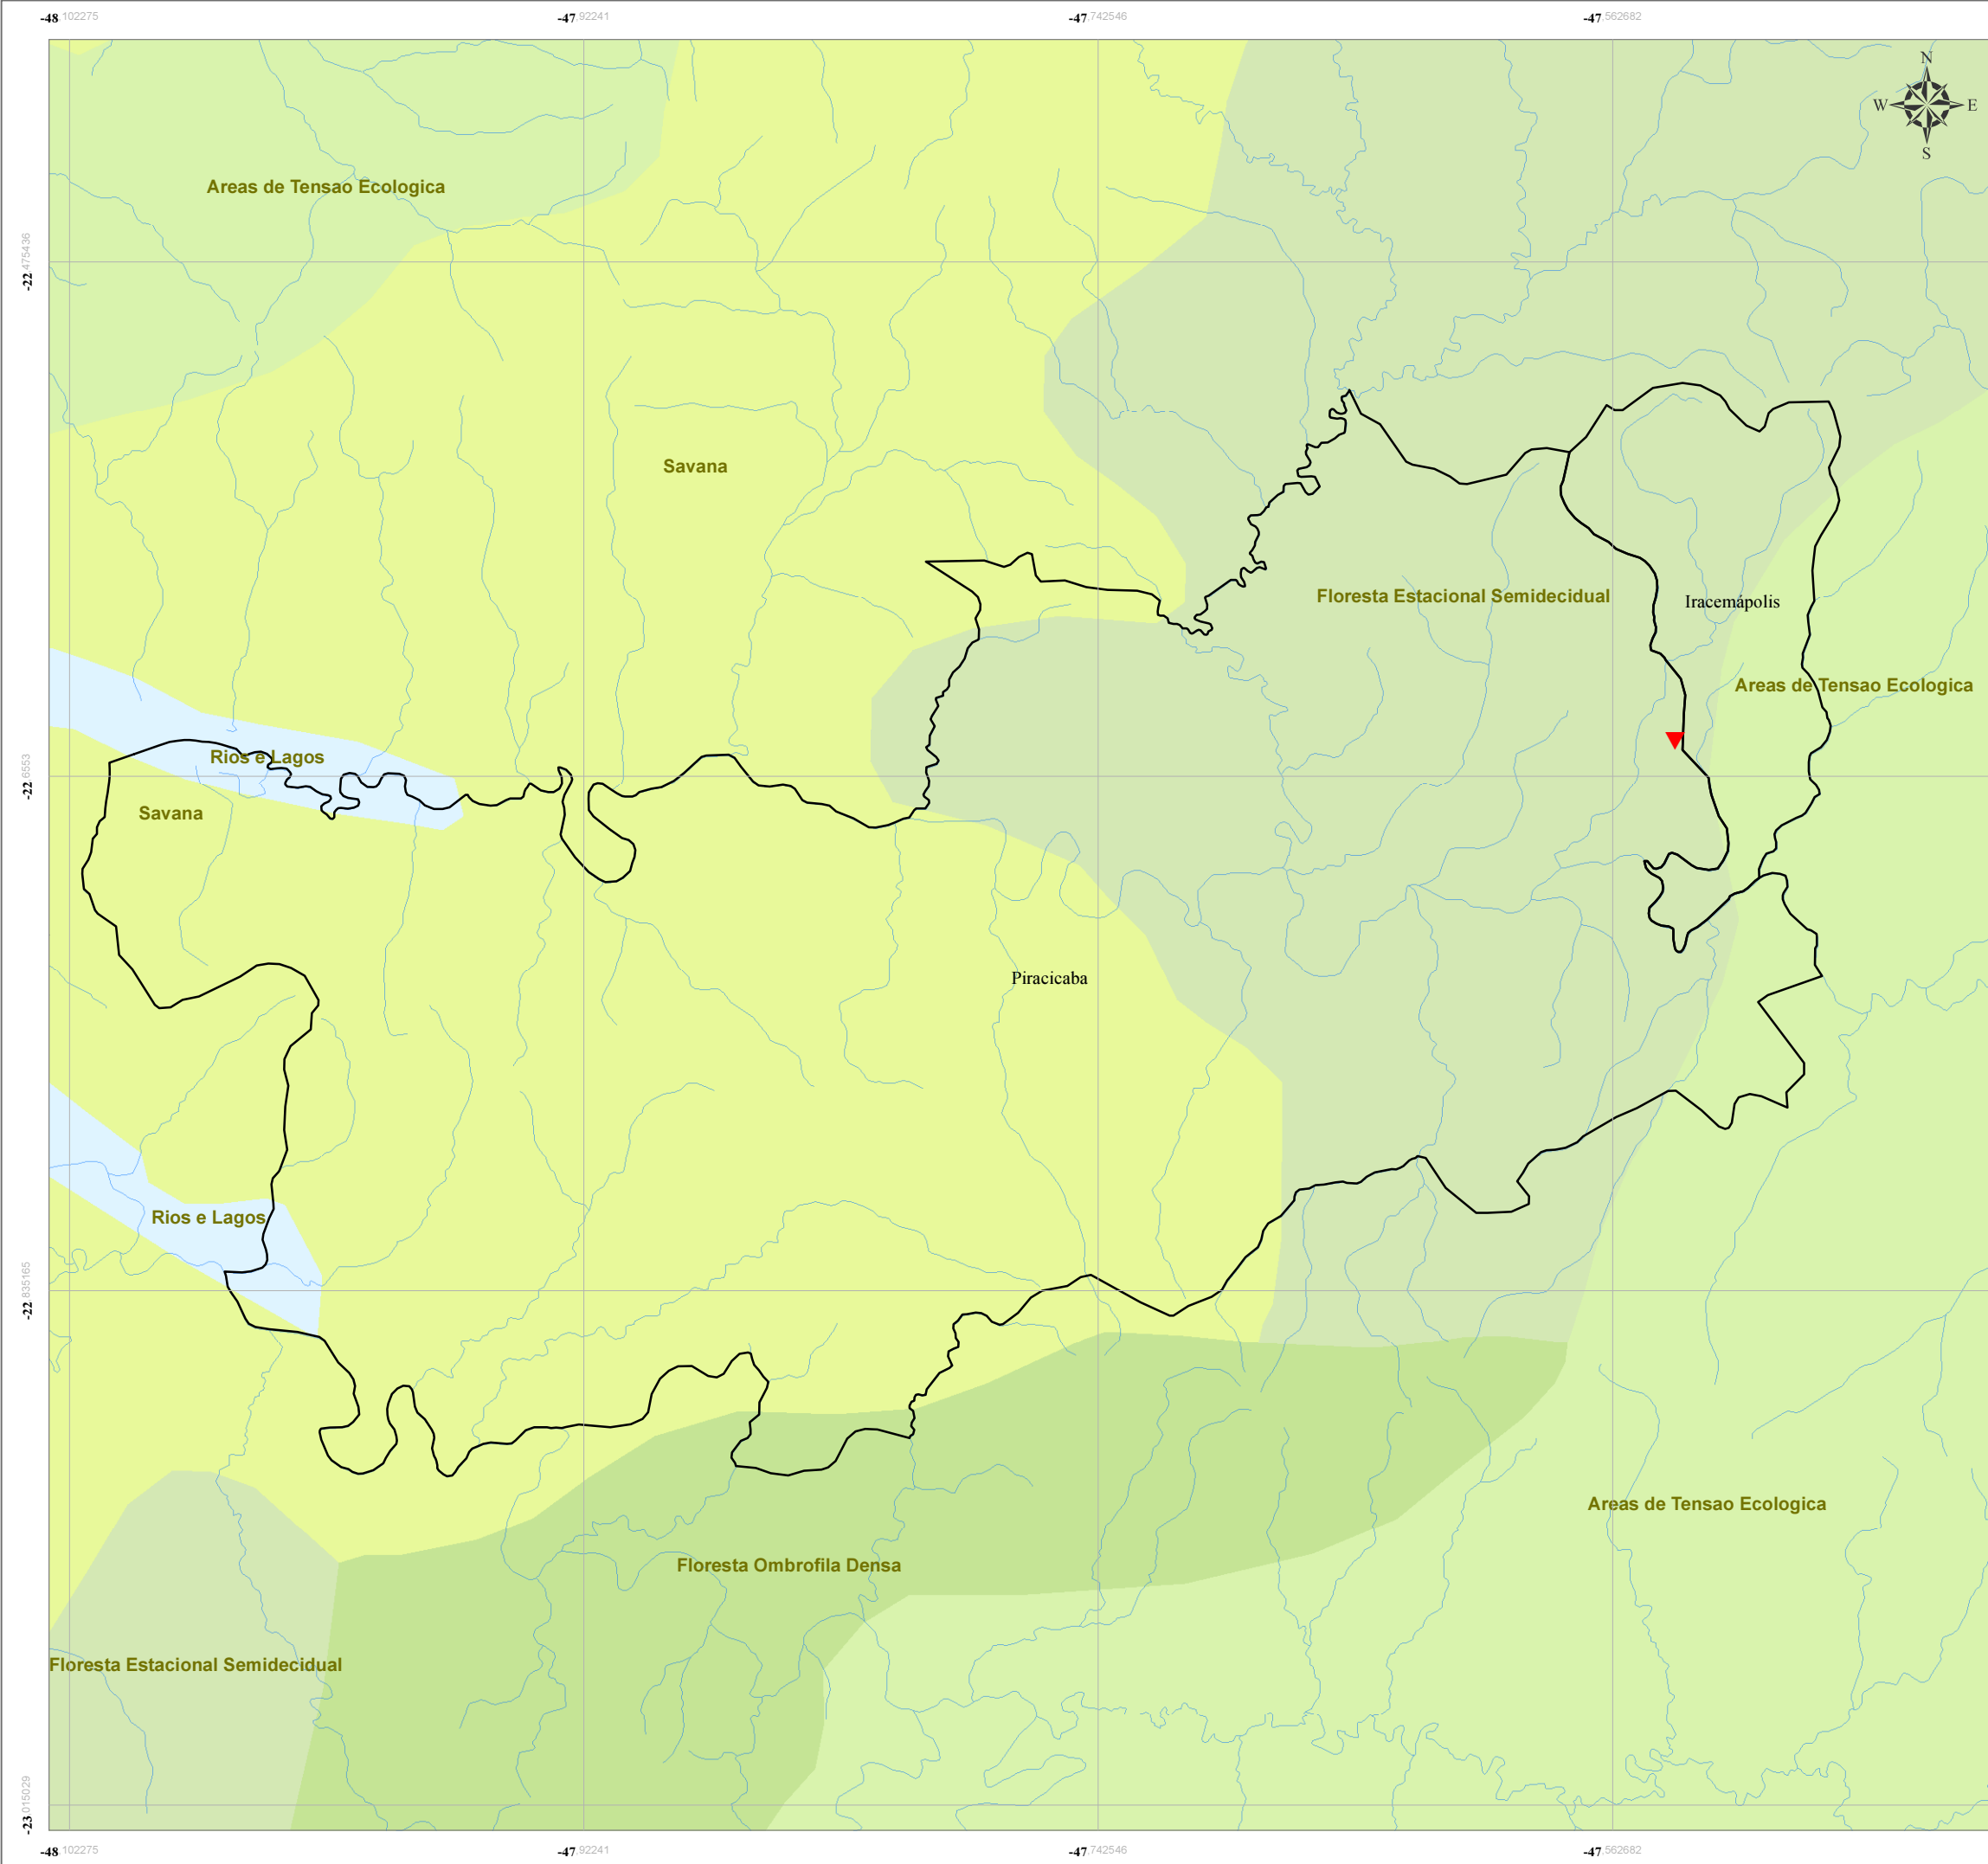 -48.102275
-47.92241
-47.742546
-47.562682
N
W E
S
Areas de Tensao Ecologica
-22.475436
Savana
Floresta Estacional Semidecidual
Iracemápolis
Areas de Tensao Ecologica
Rios e Lagos
-22.6553
Savana
Piracicaba
Rios e Lagos
-22.835165
Areas de Tensao Ecologica
Floresta Ombrofila Densa
Floresta Estacional Semidecidual
-23.015029
-48.102275
-47.92241
-47.742546
-47.562682